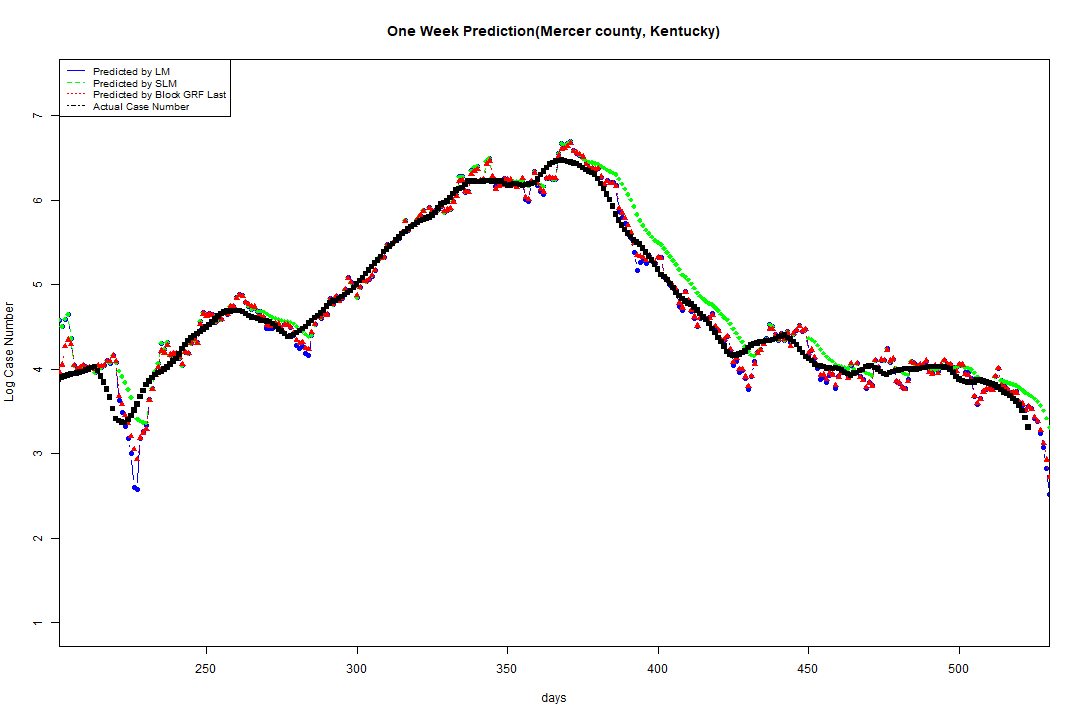 One Week Prediction(Mercer county, Kentucky)
Predicted by LM
Predicted by SLM
Predicted by Block GRF Last
Actual Case Number
7
6
5
4
3
2
1
Log Case Number
250 300 350 400 450 500
days